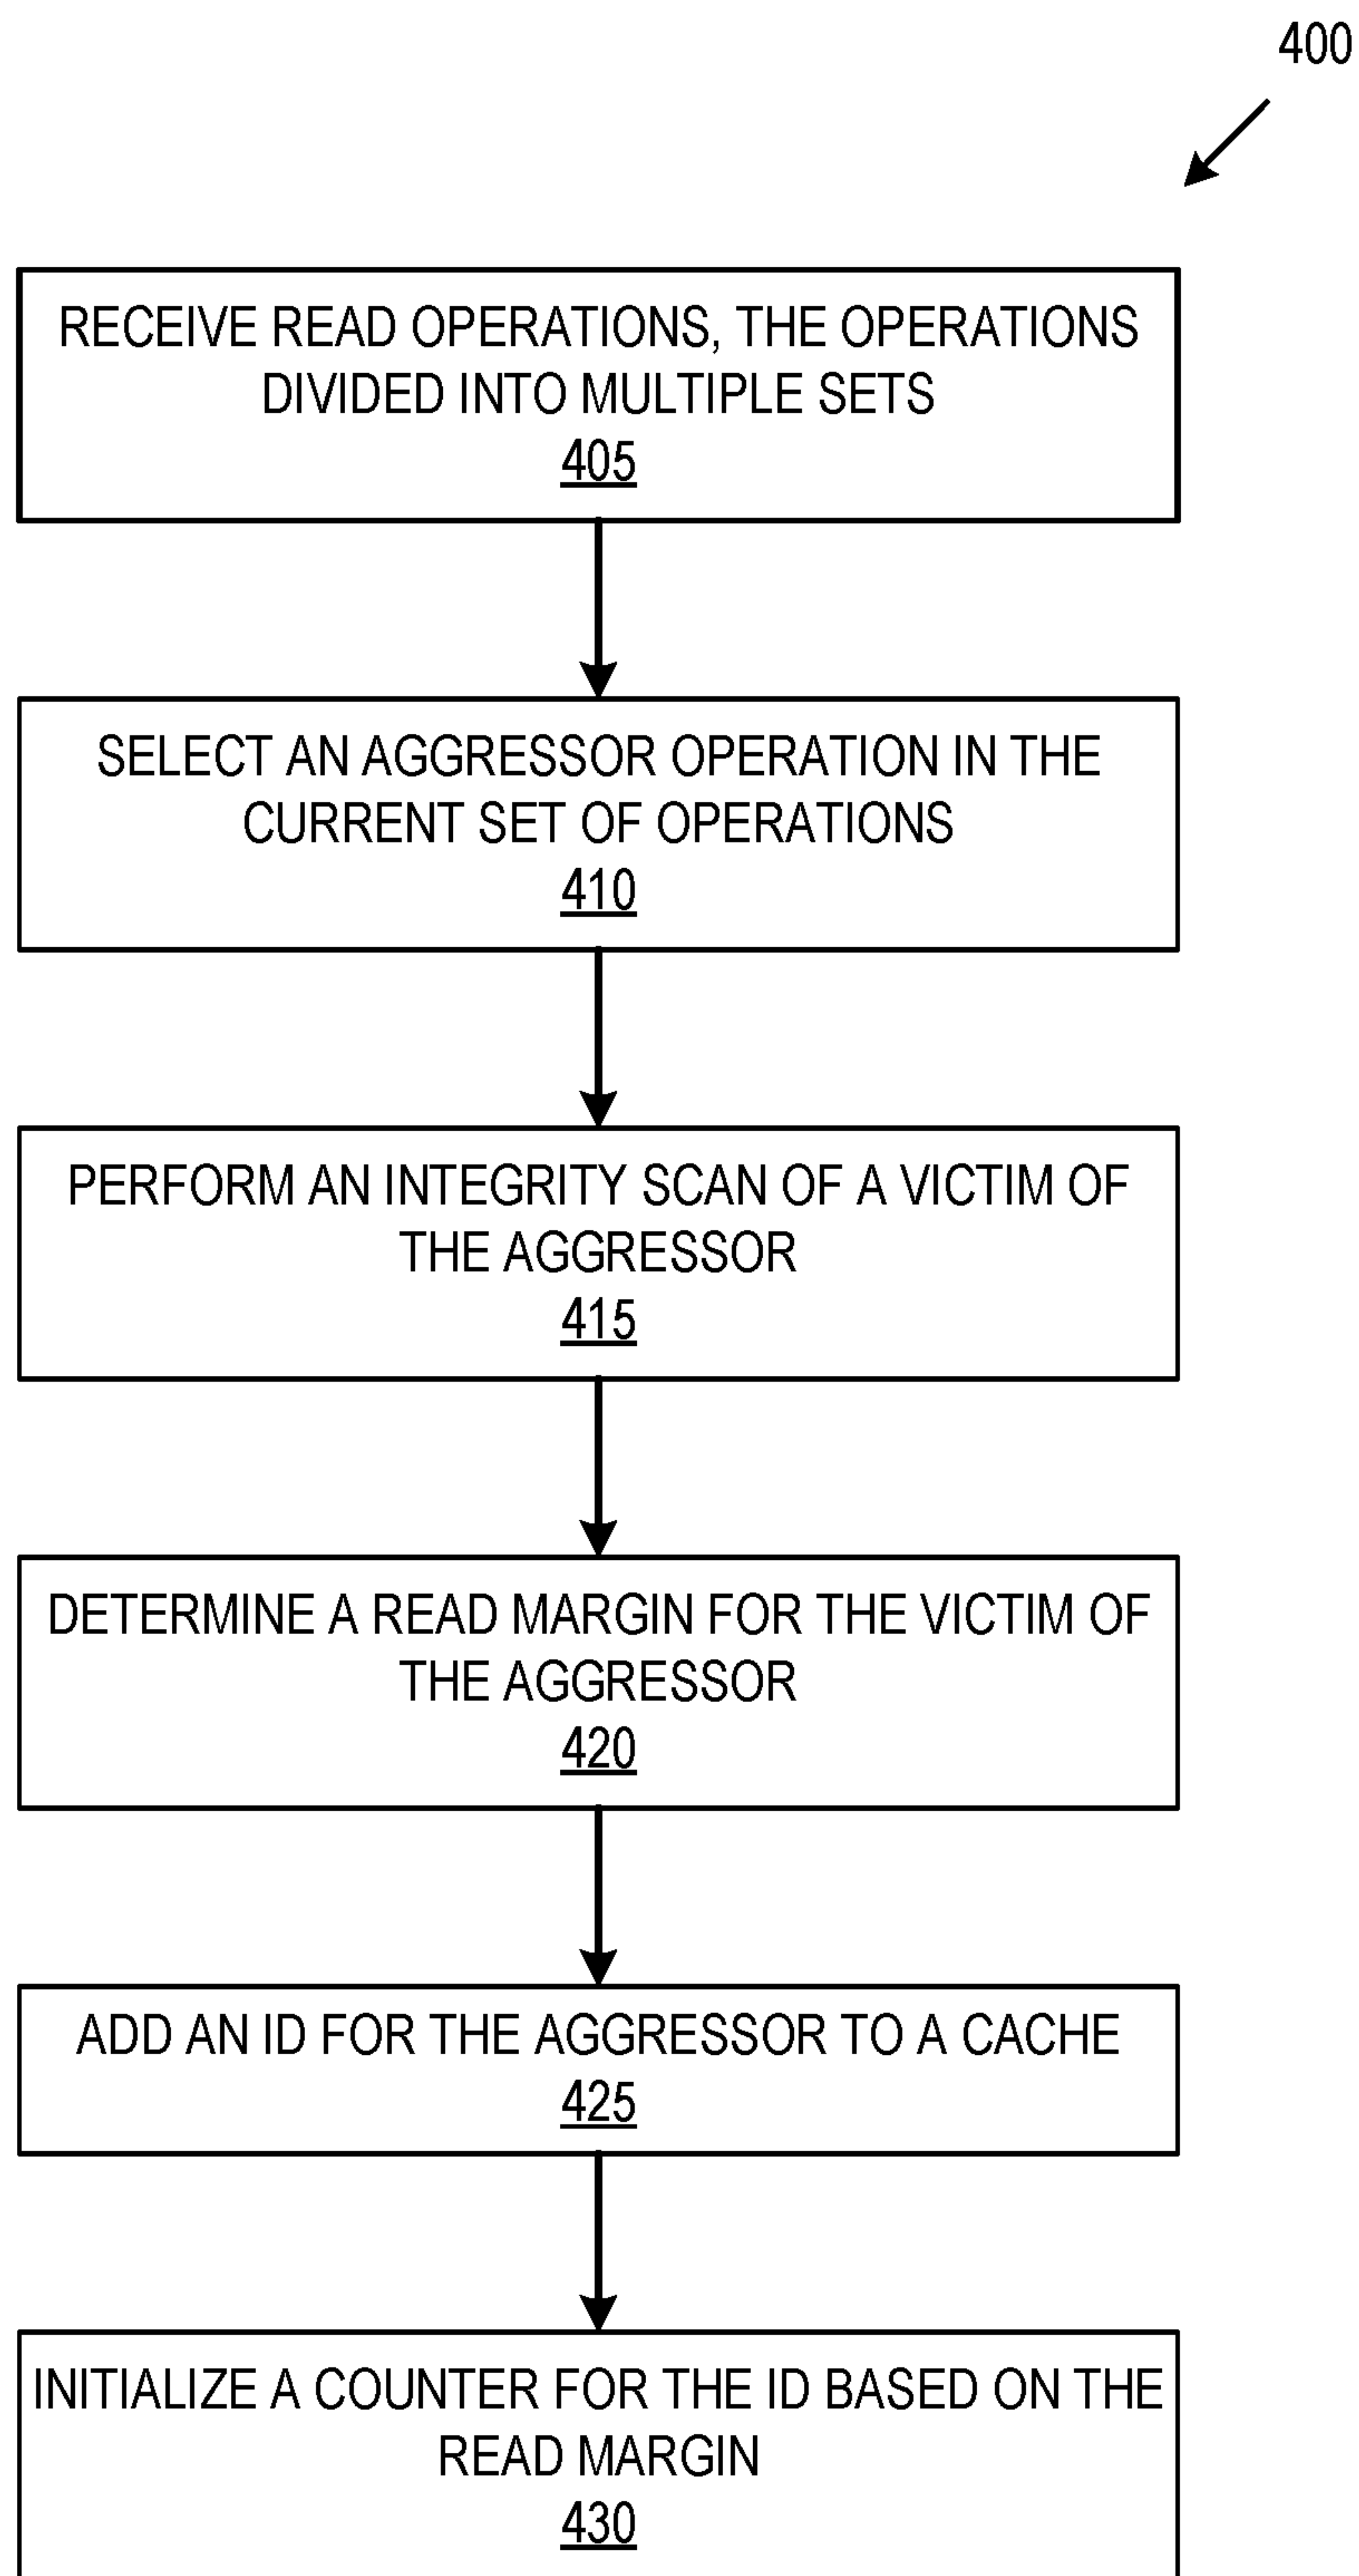 400
RECEIVE READ OPERATIONS, THE OPERATIONS
DIVIDED INTO MULTIPLE SETS
405
SELECT AN AGGRESSOR OPERATION IN THE
CURRENT SET OF OPERATIONS
410
PERFORM AN INTEGRITY SCAN OF A VICTIM OF
THE AGGRESSOR
415
DETERMINE A READ MARGIN FOR THE VICTIM OF
THE AGGRESSOR
420
ADD AN ID FOR THE AGGRESSOR TO A CACHE
425
INITIALIZE A COUNTER FOR THE ID BASED ON THE
READ MARGIN
430